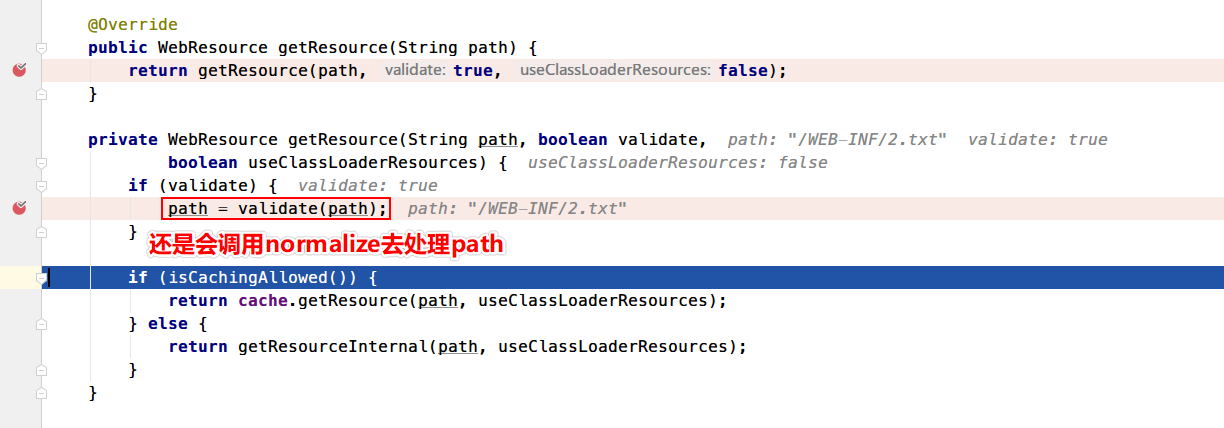 @Override
public WebResource getResource(String path) {
return getResource(path, validate: true, useClassLoaderResources: false);
}
private WebResource getResource(String path, boolean validate, path: "/WEB-INF/2.txt" validate: true
boolean useClassLoaderResources) { useClassLoaderResources: false
if (validate) { validate: true
path = validate(path); path: "/WEB-INF/2.txt"
}
还是会调用normalize去处理path
if (isCachingAllowed()) {
return cache.getResource(path, useClassLoaderResources);
} else {
return getResourceInternal(path, useClassLoaderResources);
}
}